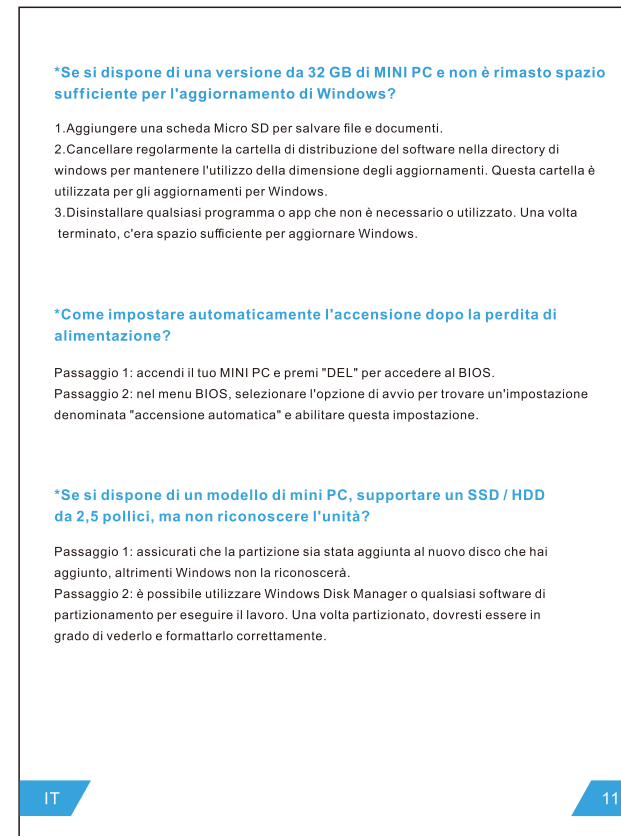 *Se si dispone di una versione da 32 GB di MINI PC e non è rimasto spazio
sufficiente per l'aggiornamento di Windows?
1.Aggiungere una scheda Micro SD per salvare file e documenti.
2.Cancellare regolarmente la cartella di distribuzione del software nella directory di
windows per mantenere l'utilizzo della dimensione degli aggiornamenti. Questa cartella è
utilizzata per gli aggiornamenti per Windows.
3.Disinstallare qualsiasi programma o app che non è necessario o utilizzato. Una volta
terminato, c'era spazio sufficiente per aggiornare Windows.
*Come impostare automaticamente l'accensione dopo la perdita di
alimentazione?
Passaggio 1: accendi il tuo MINI PC e premi "DEL" per accedere al BIOS.
Passaggio 2: nel menu BIOS, selezionare l'opzione di avvio per trovare un'impostazione
denominata "accensione automatica" e abilitare questa impostazione.
*Se si dispone di un modello di mini PC, supportare un SSD / HDD
da 2,5 pollici, ma non riconoscere l'unità?
Passaggio 1: assicurati che la partizione sia stata aggiunta al nuovo disco che hai
aggiunto, altrimenti Windows non la riconoscerà.
Passaggio 2: è possibile utilizzare Windows Disk Manager o qualsiasi software di
partizionamento per eseguire il lavoro. Una volta partizionato, dovresti essere in
grado di vederlo e formattarlo correttamente.
IT
11